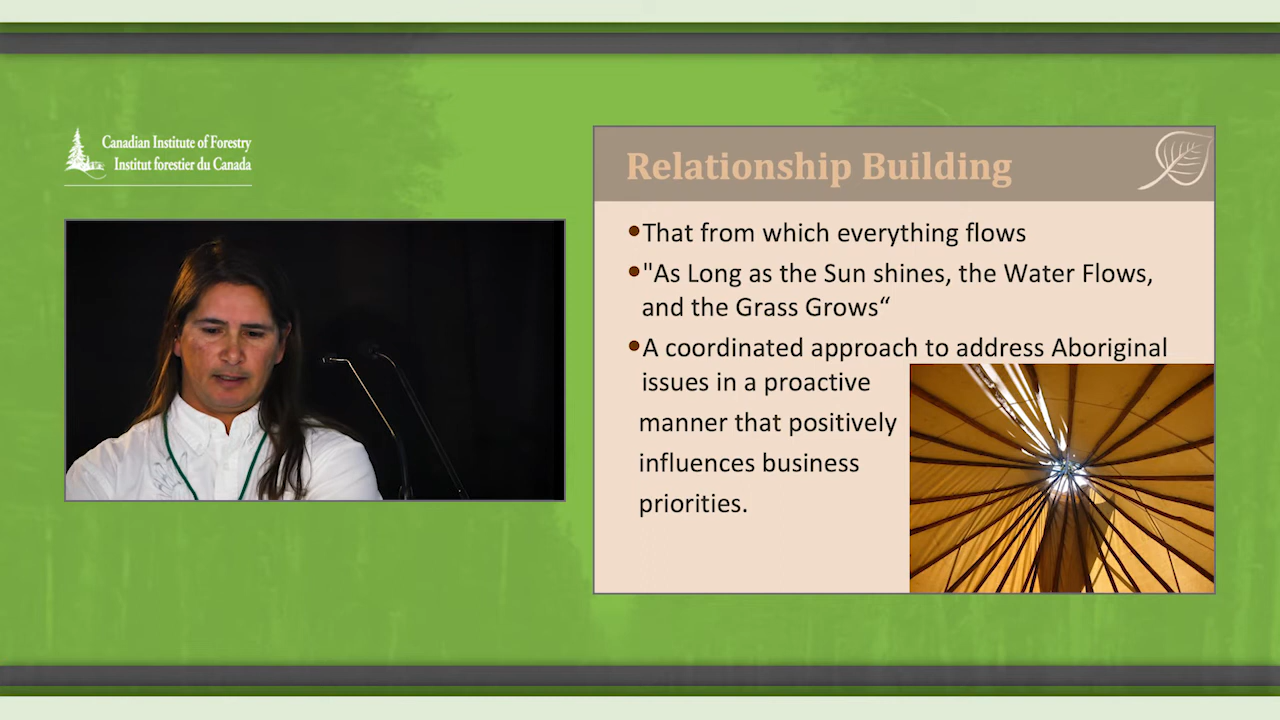 Canadian Institute of Forestry
Institut forestier du Canada
Relationship Building
•That from which everything flows
•"As Long as the Sun shines, the Water Flows,
and the Grass Grows“
•A coordinated approach to address Aboriginal
issues in a proactive
manner that positively
influences business
priorities.